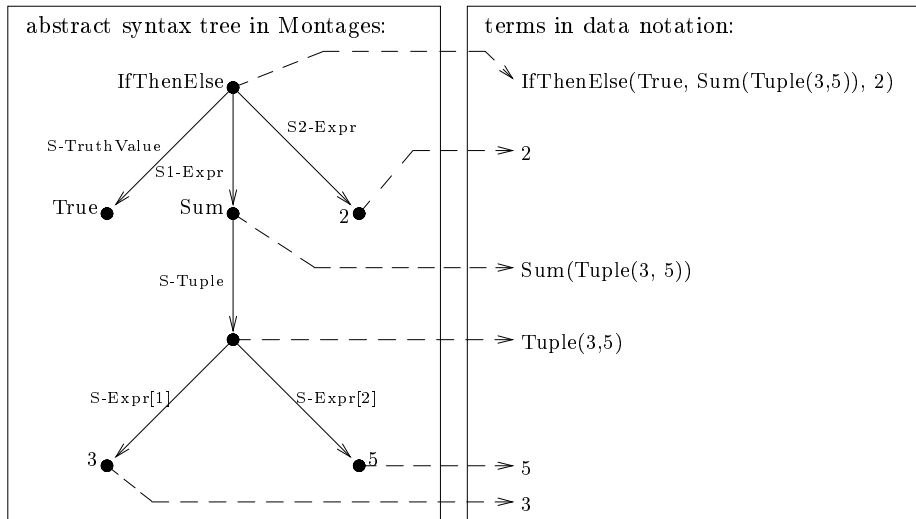 abstract syntax tree in Montages:
IfThenElse
S-TruthValue
S1-Expr
S2-Expr
True
Sum
2
S-Tuple
S-Expr[1]
S-Expr[2]
3
5
terms in data notation:
IfThenElse(True, Sum(Tuple(3,5)), 2)
2
Sum(Tuple(3, 5))
Tuple(3,5)
5
3